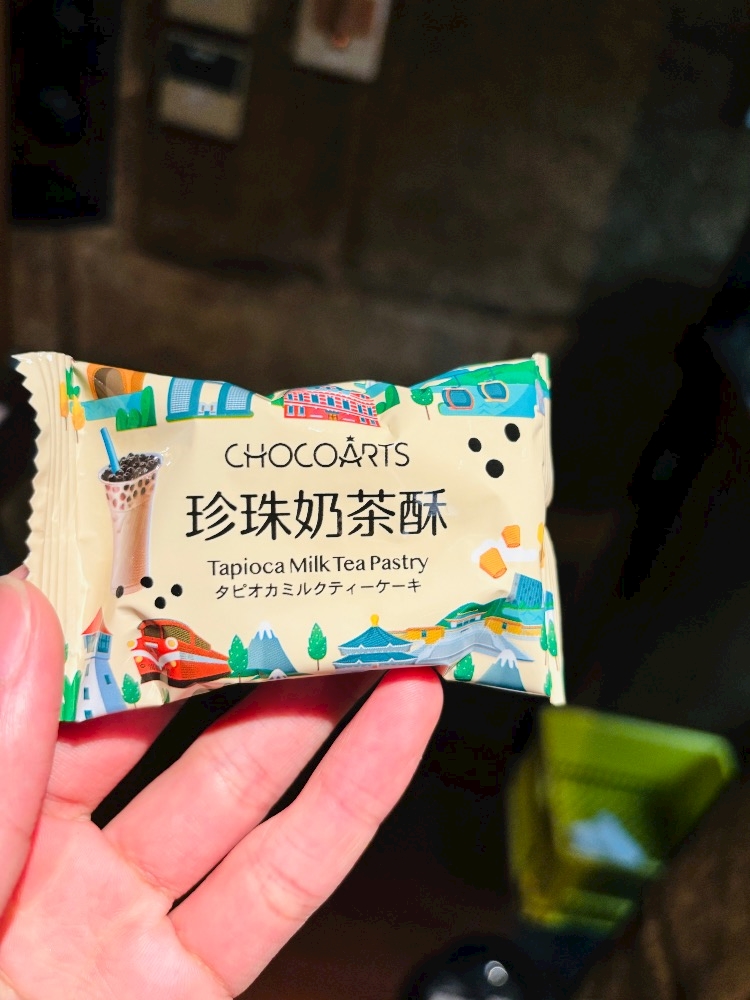 CHOCOARTS
珍珠奶茶酥
Tapioca Milk Tea Pastry
タピオカミルクティーケーキ